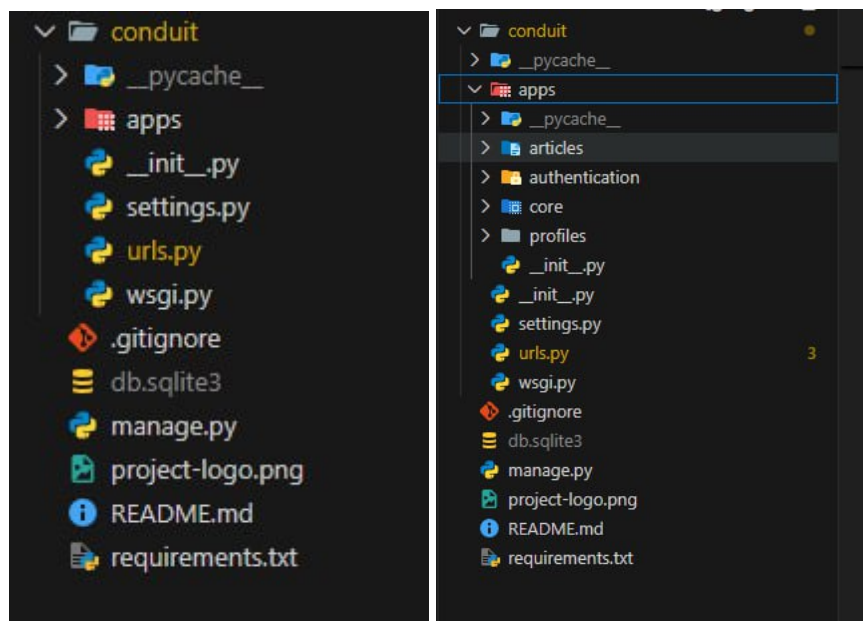 conduit
__pycache__
apps
__init__.py
settings.py
urls.py
wsgi.py
.gitignore
db.sqlite3
manage.py
project-logo.png
README.md
requirements.txt
conduit
__pycache__
apps
__pycache__
articles
authentication
core
profiles
__init__.py
__init__.py
settings.py
urls.py 3
wsgi.py
.gitignore
db.sqlite3
manage.py
project-logo.png
README.md
requirements.txt